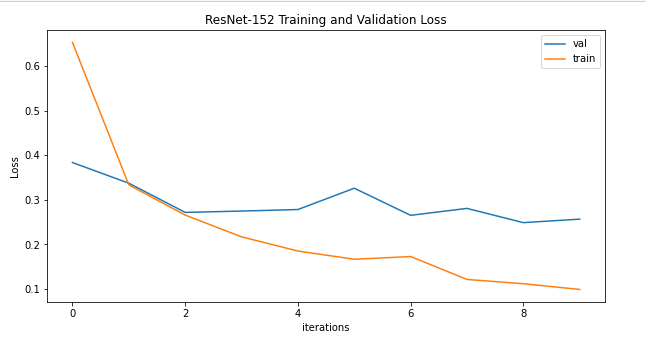 ResNet-152 Training and Validation Loss
val
train
0.6
0.5
0.4
0.3
0.2
0.1
Loss
0 2 4 6 8
iterations